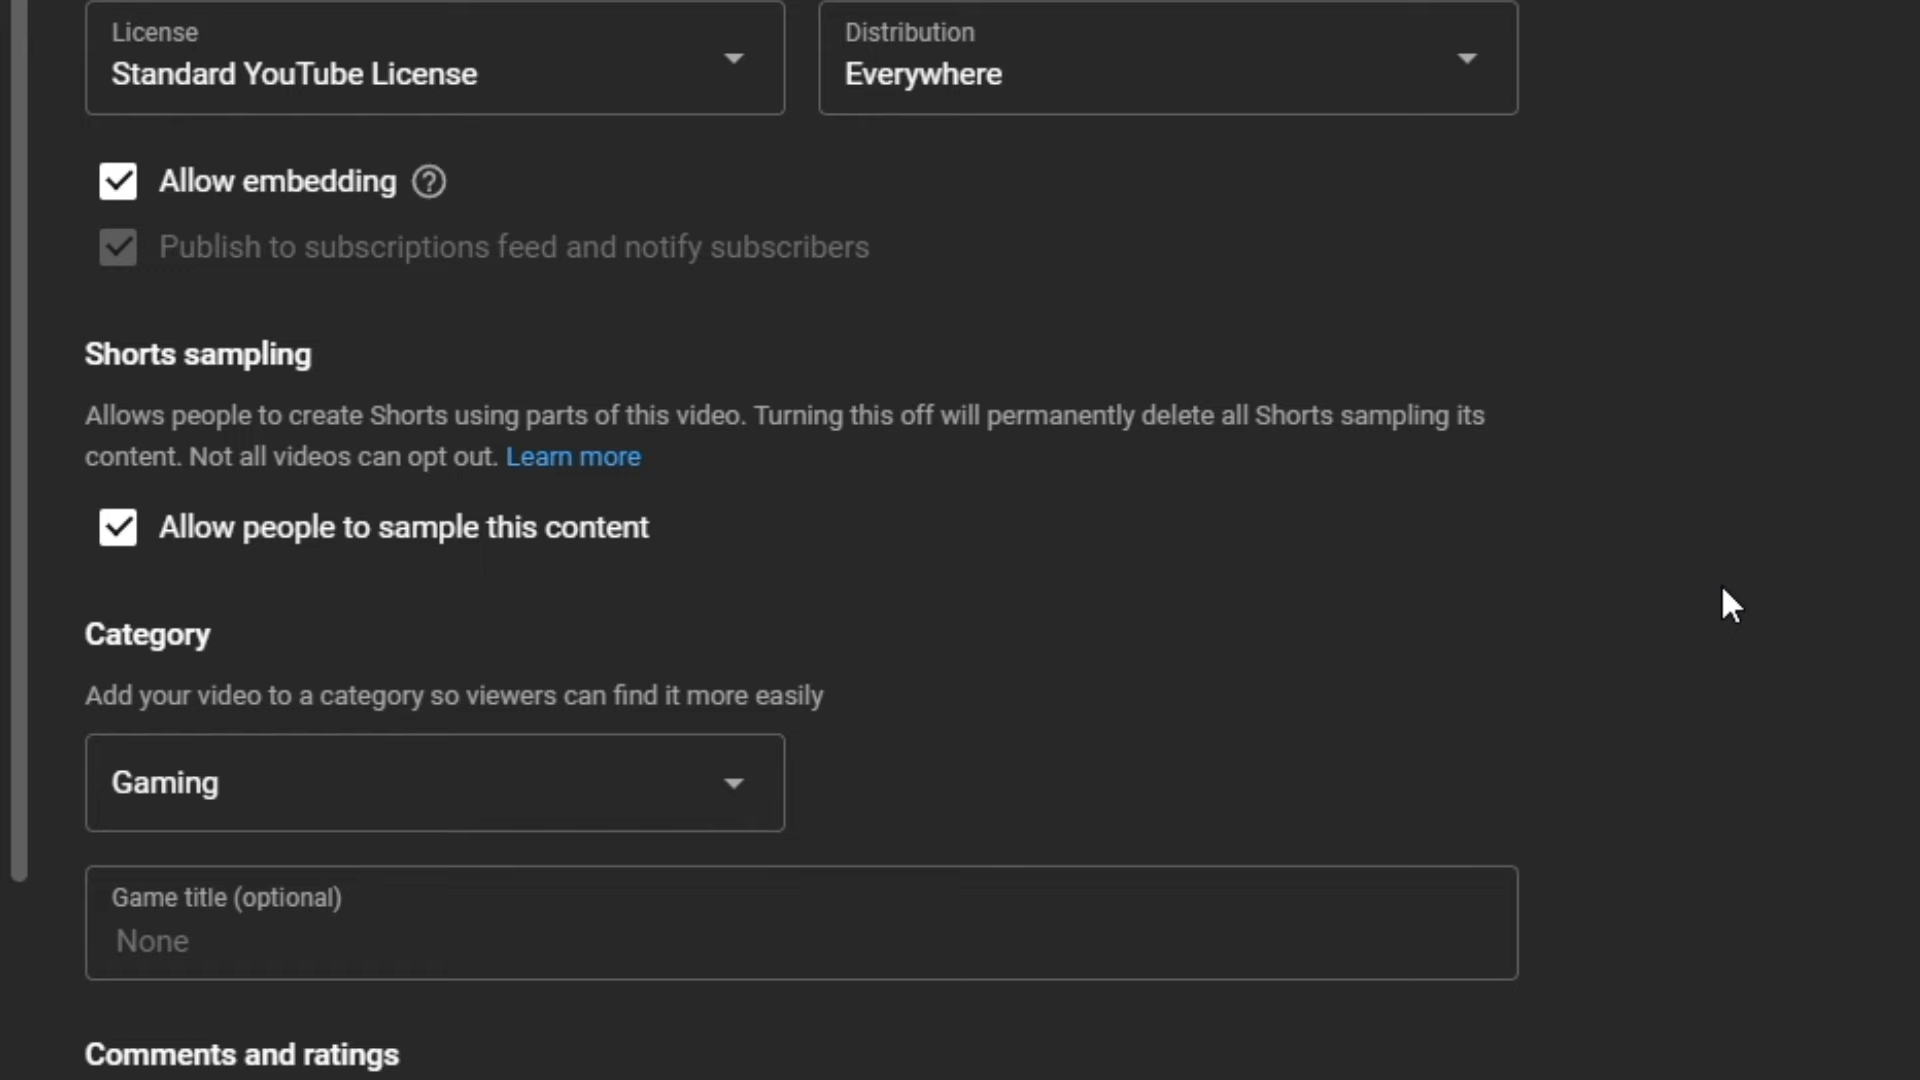 License
Standard YouTube License
Distribution
Everywhere
Allow embedding
Publish to subscriptions feed and notify subscribers
Shorts sampling
Allows people to create Shorts using parts of this video. Turning this off will permanently delete all Shorts sampling its
content. Not all videos can opt out. Learn more
Allow people to sample this content
Category
Add your video to a category so viewers can find it more easily
Gaming
Game title (optional)
None
Comments and ratings